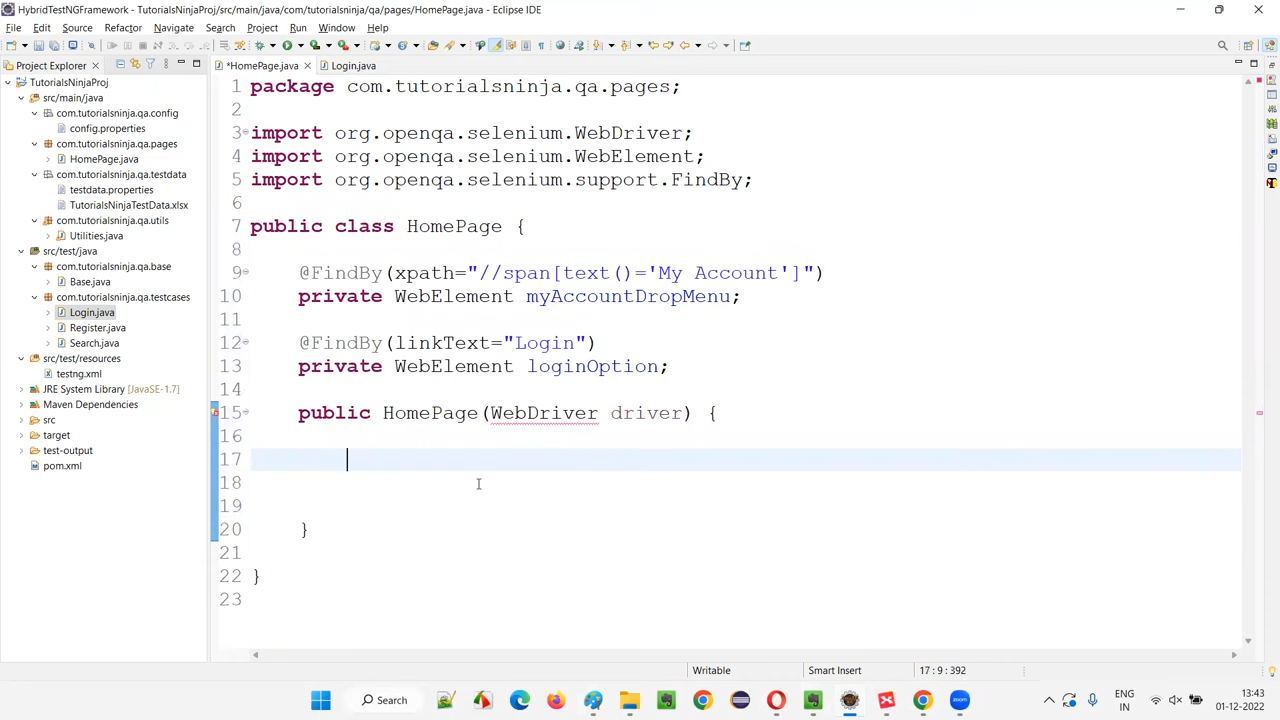 HybridTestNGFramework - TutorialsNinjaProj/src/main/java/com/tutorialsninja/qa/pages/HomePage.java - Eclipse IDE
File Edit Source Refactor Navigate Search Project Run Window Help
Project Explorer
*HomePage.java
Login.java
TutorialsNinjaProj
src/main/java
com.tutorialsninja.qa.config
config.properties
com.tutorialsninja.qa.pages
HomePage.java
com.tutorialsninja.qa.testdata
testdata.properties
TutorialsNinjaTestData.xlsx
com.tutorialsninja.qa.utils
Utilities.java
src/test/java
com.tutorialsninja.qa.base
Base.java
com.tutorialsninja.qa.testcases
Login.java
Register.java
Search.java
src/test/resources
testng.xml
JRE System Library [JavaSE-1.7]
Maven Dependencies
src
target
test-output
pom.xml
1 package com.tutorialsninja.qa.pages;
2
3 import org.openqa.selenium.WebDriver;
4 import org.openqa.selenium.WebElement;
5 import org.openqa.selenium.support.FindBy;
6
7 public class HomePage {
8
9 @FindBy(xpath="//span[text()='My Account']")
10 private WebElement myAccountDropMenu;
11
12 @FindBy(linkText="Login")
13 private WebElement loginOption;
14
15 public HomePage(WebDriver driver) {
16
17
18
19
20 }
21
22 }
23
Writable Smart Insert 17 : 9 : 392
Search
ENG
IN
13:43
01-12-2022